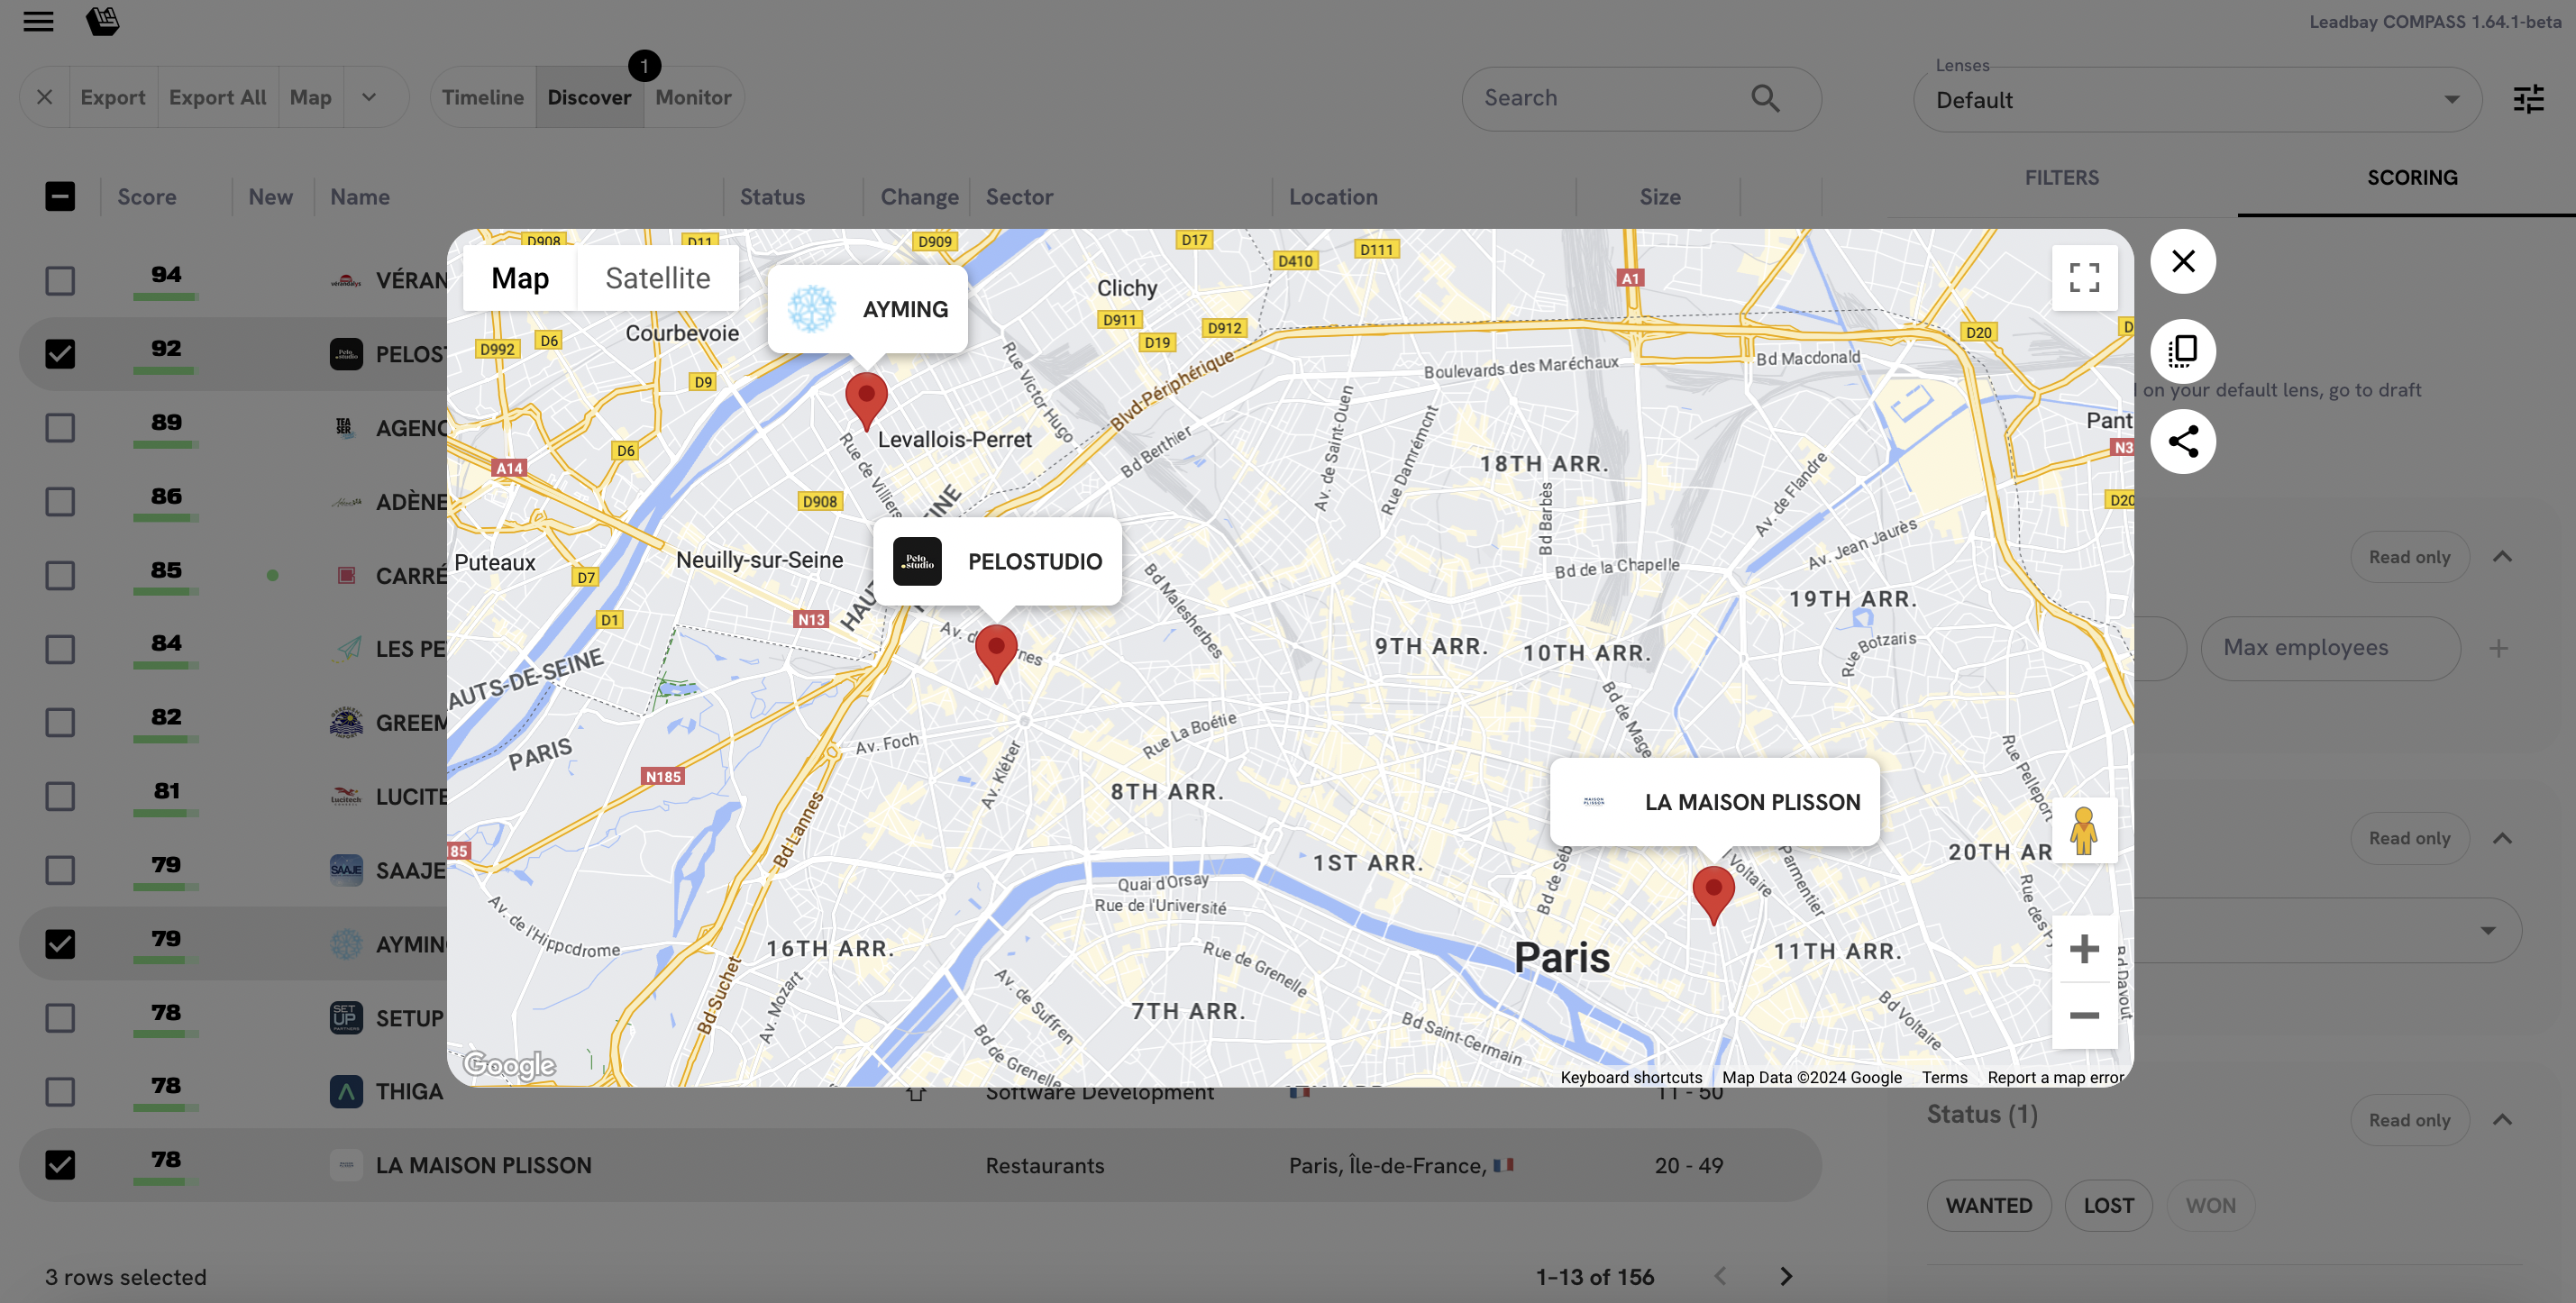 Leadbay COMPASS 1.64.1-beta
Export
Export All
Map
Timeline
Discover
1
Monitor
Search
Lenses
Default
FILTERS
SCORING
Score
New
Name
Status
Change
Sector
Location
Size
94
VÉRAN
92
PELOS
89
AGENC
86
ADÈNE
85
CARRÉ
84
LES PE
82
GREEM
81
LUCITE
79
SAAJE
79
AYMIN
78
SETUP
78
THIGA
Software Development
11 - 50
78
LA MAISON PLISSON
Restaurants
Paris, Île-de-France,
20 - 49
3 rows selected
1–13 of 156
on your default lens, go to draft
Read only
Max employees
Read only
Status (1)
Read only
WANTED
LOST
WON
Map
Satellite
AYMING
PELOSTUDIO
Pelo studio
LA MAISON PLISSON
D908
D11
D909
D17
D410
D111
A1
Clichy
D911
D912
D19
D20
D992
D6
Courbevoie
D9
Rue Victor Hugo
Blvd Périphérique
Boulevards des Maréchaux
Bd Macdonald
Pant
N3
D6
A14
Levallois-Perret
Bd Berthier
Av. de Saint-Ouen
Rue Damrémont
18TH ARR.
Av. de Flandre
D908
Rue de Villiers
D20
Bd Barbès
Av. Jean Jaurès
Puteaux
Neuilly-sur-Seine
D7
Bd de la Chapelle
D1
N13
Bd Malesherbes
19TH ARR.
9TH ARR.
10TH ARR.
Rue Botzaris
AUTS-DE-SEINE
PARIS
N185
Av. Foch
Av. Kléber
Rue La Boétie
8TH ARR.
Bd de Mage
Rue Pelleport
185
Bd Lannes
1ST ARR.
20TH AR
Quai d'Orsay
Rue de l'Université
Bd de Séb
Voltaire
Parmentier
Av. de l'Hippodrome
16TH ARR.
Rue de Grenelle
Paris
11TH ARR.
Bd Suchet
Av. Mozart
Av. de Suffren
7TH ARR.
Bd de Grenelle
Bd Saint-Germain
Bd Voltaire
Bd Davout
Google
Keyboard shortcuts
Map Data ©2024 Google
Terms
Report a map error